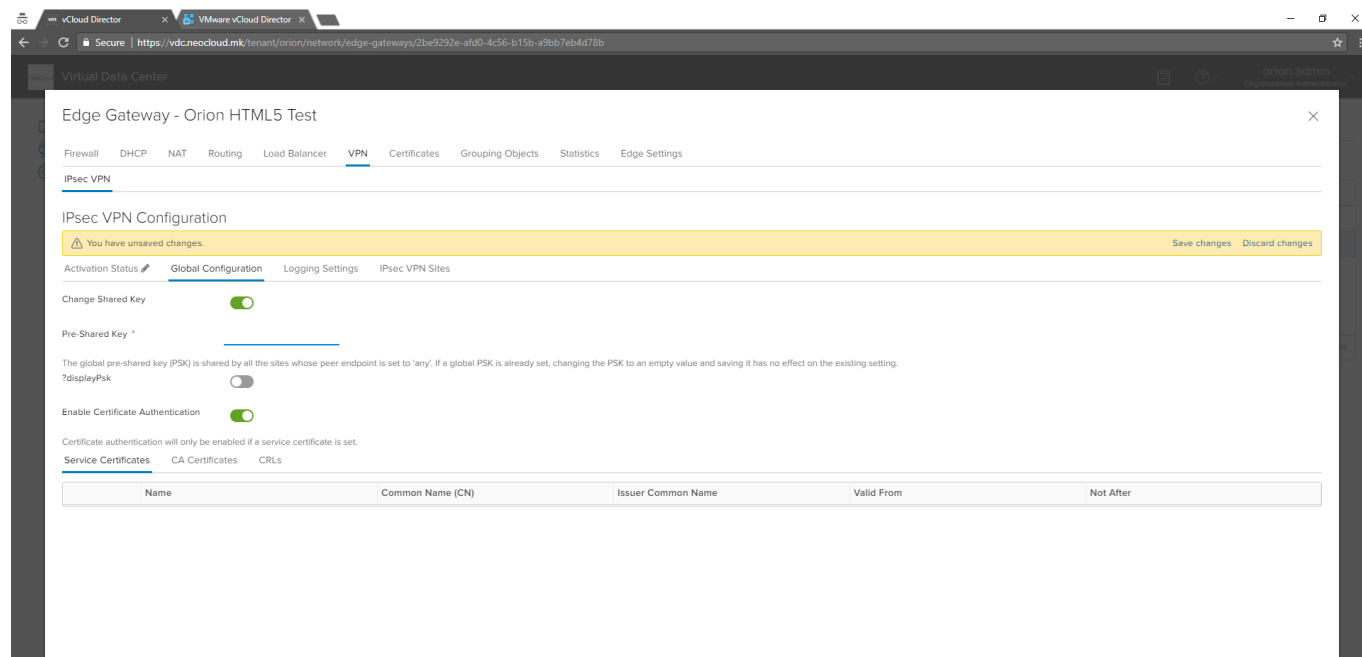 vm vCloud Director × VMware vCloud Director ×
Secure | https://vdc.neocloud.mk/tenant/orion/network/edge-gateways/2be9292e-afd0-4c56-b15b-a9bb7eb4d78b
Virtual Data Center orion.admin
Organization Administrator
Edge Gateway - Orion HTML5 Test
Firewall DHCP NAT Routing Load Balancer VPN Certificates Grouping Objects Statistics Edge Settings
IPsec VPN
IPsec VPN Configuration
You have unsaved changes. Save changes Discard changes
Activation Status Global Configuration Logging Settings IPsec VPN Sites
Change Shared Key
Pre-Shared Key *
The global pre-shared key (PSK) is shared by all the sites whose peer endpoint is set to 'any'. If a global PSK is already set, changing the PSK to an empty value and saving it has no effect on the existing setting.
?displayPsk
Enable Certificate Authentication
Certificate authentication will only be enabled if a service certificate is set.
Service Certificates CA Certificates CRLs
Name Common Name (CN) Issuer Common Name Valid From Not After